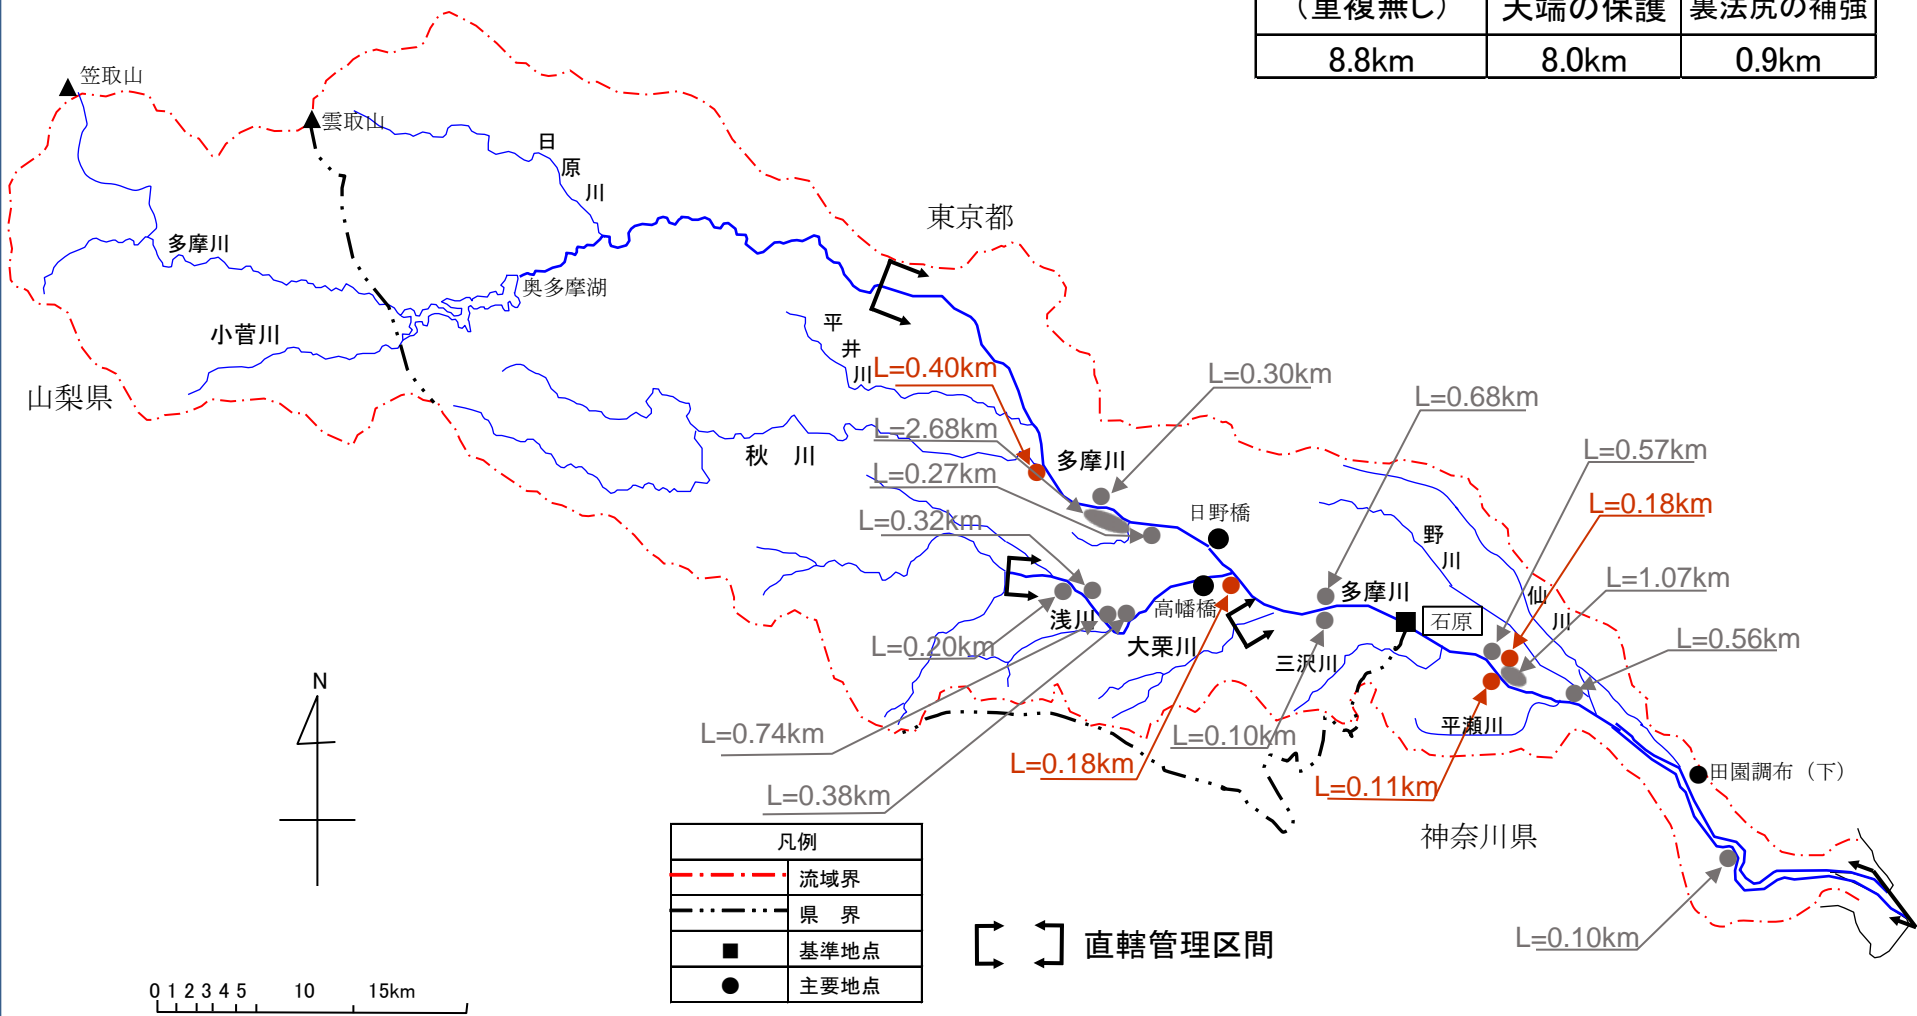 (重複無し) 天端の保護 裏法尻の補強
8.8km 8.0km 0.9km
笠取山
雲取山
日原川
東京都
多摩川
奥多摩湖
小菅川
平井川
山梨県
L=0.40km
L=0.30km
L=0.68km
L=2.68km
秋 川
多摩川
L=0.57km
L=0.27km
L=0.18km
日野橋
L=0.32km
野川
L=1.07km
多摩川
仙川
高幡橋
浅川
石原
L=0.20km
大栗川
三沢川
L=0.56km
N
L=0.74km
L=0.10km
平瀬川
L=0.18km
田園調布(下)
L=0.38km
L=0.11km
神奈川県
凡例
流域界
県 界
基準地点
主要地点
直轄管理区間
L=0.10km
0 1 2 3 4 5 10 15km